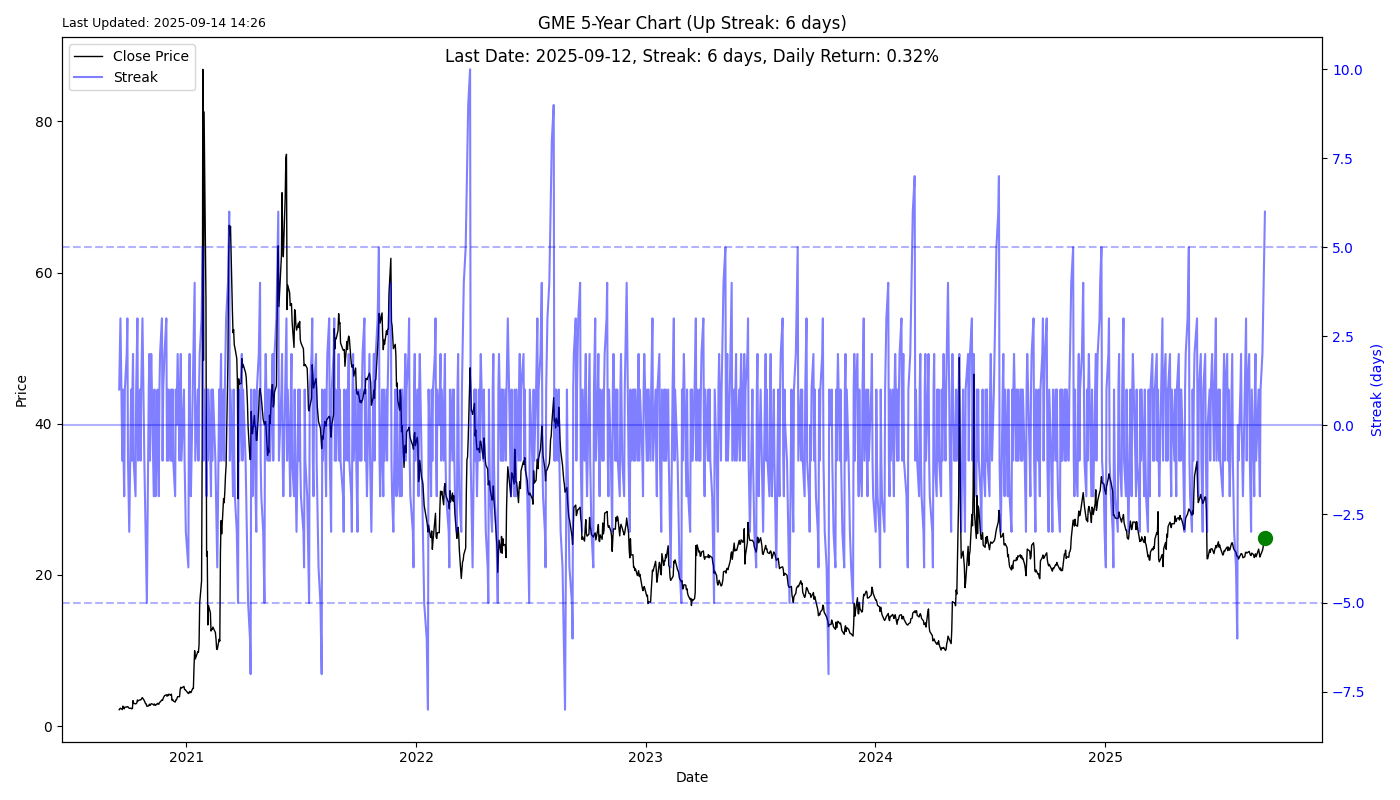 Last Updated: 2025-09-14 14:26
GME 5-Year Chart (Up Streak: 6 days)
Last Date: 2025-09-12, Streak: 6 days, Daily Return: 0.32%
Close Price
Streak
80
60
40
20
0
Price
10.0
7.5
5.0
2.5
0.0
−2.5
−5.0
−7.5
Streak (days)
2021
2022
2023
2024
2025
Date